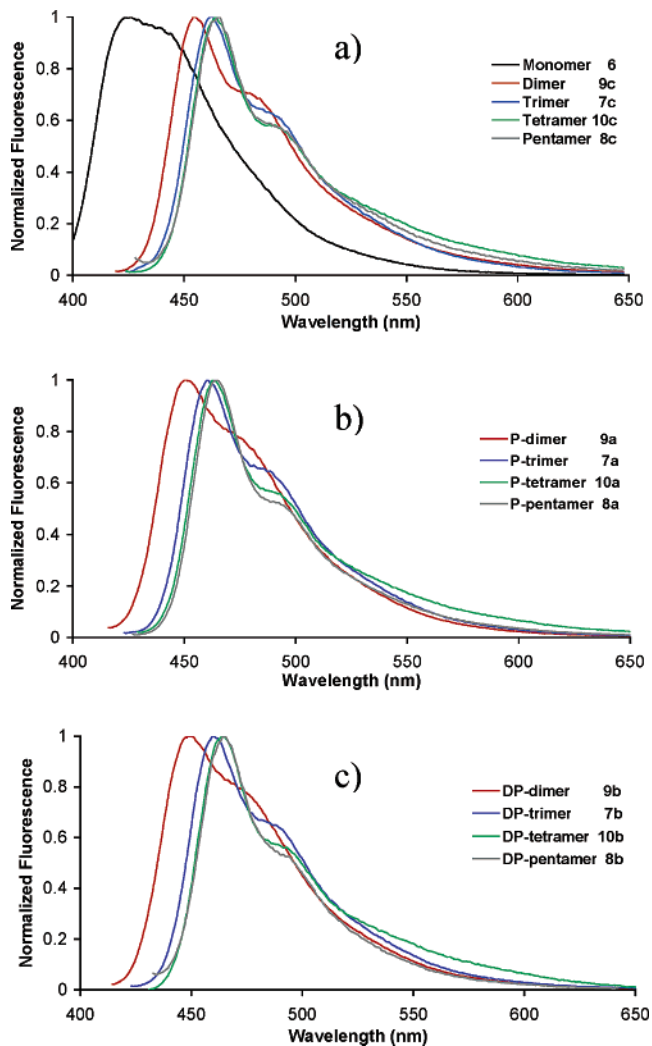 a)
Monomer 6
Dimer 9c
Trimer 7c
Tetramer 10c
Pentamer 8c
Normalized Fluorescence
1
0.8
0.6
0.4
0.2
0
400 450 500 550 600 650
Wavelength (nm)
b)
P-dimer 9a
P-trimer 7a
P-tetramer 10a
P-pentamer 8a
Normalized Fluorescence
1
0.8
0.6
0.4
0.2
0
400 450 500 550 600 650
Wavelength (nm)
c)
DP-dimer 9b
DP-trimer 7b
DP-tetramer 10b
DP-pentamer 8b
Normalized Fluorescence
1
0.8
0.6
0.4
0.2
0
400 450 500 550 600 650
Wavelength (nm)